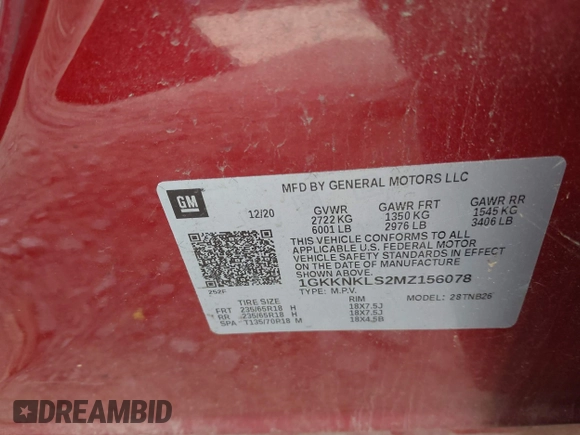 MFD BY GENERAL MOTORS LLC
GM
12/20
GVWR GAWR FRT GAWR RR
2722 KG 1350 KG 1545 KG
6001 LB 2976 LB 3406 LB
THIS VEHICLE CONFORMS TO ALL
APPLICABLE U.S. FEDERAL MOTOR
VEHICLE SAFETY STANDARDS IN EFFECT
ON THE DATE OF MANUFACTURE
SHOWN ABOVE.
1GKKNKLS2MZ156078
TYPE: M.P.V. MODEL: 28TNB26
252F
TIRE SIZE RIM
FRT 235/65R18 H 18X7.5J
RR 235/65R18 H 18X7.5J
SPA T135/70R18 M 18X4.5B
DREAMBID